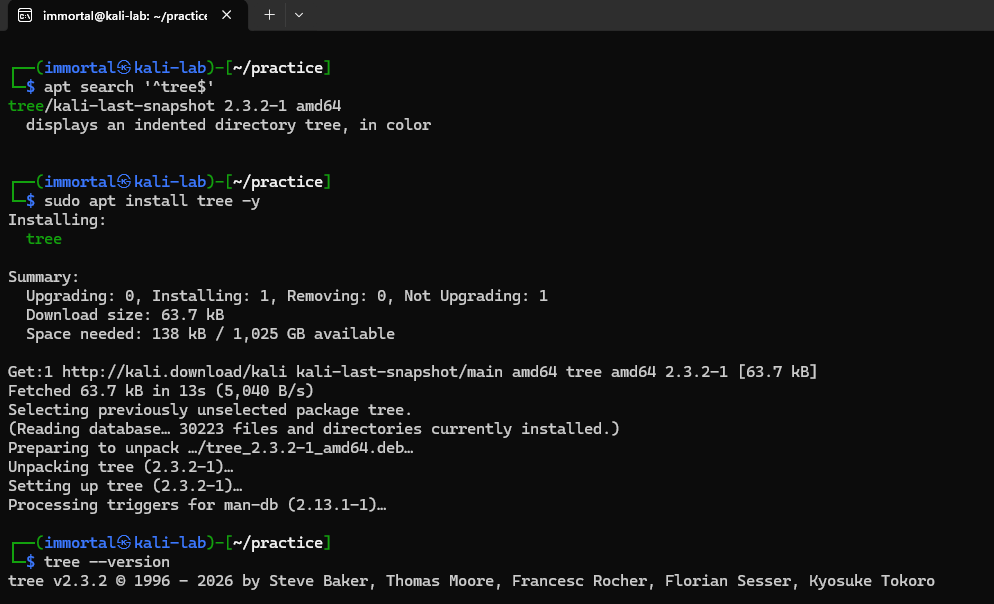 immortal@kali-lab: ~/practice
┌──(immortal㉿kali-lab)-[~/practice]
└─$ apt search '^tree$'
tree/kali-last-snapshot 2.3.2-1 amd64
  displays an indented directory tree, in color
┌──(immortal㉿kali-lab)-[~/practice]
└─$ sudo apt install tree -y
Installing:
  tree
Summary:
  Upgrading: 0, Installing: 1, Removing: 0, Not Upgrading: 1
  Download size: 63.7 kB
  Space needed: 138 kB / 1,025 GB available
Get:1 http://kali.download/kali kali-last-snapshot/main amd64 tree amd64 2.3.2-1 [63.7 kB]
Fetched 63.7 kB in 13s (5,040 B/s)
Selecting previously unselected package tree.
(Reading database… 30223 files and directories currently installed.)
Preparing to unpack …/tree_2.3.2-1_amd64.deb…
Unpacking tree (2.3.2-1)…
Setting up tree (2.3.2-1)…
Processing triggers for man-db (2.13.1-1)…
┌──(immortal㉿kali-lab)-[~/practice]
└─$ tree --version
tree v2.3.2 © 1996 - 2026 by Steve Baker, Thomas Moore, Francesc Rocher, Florian Sesser, Kyosuke Tokoro